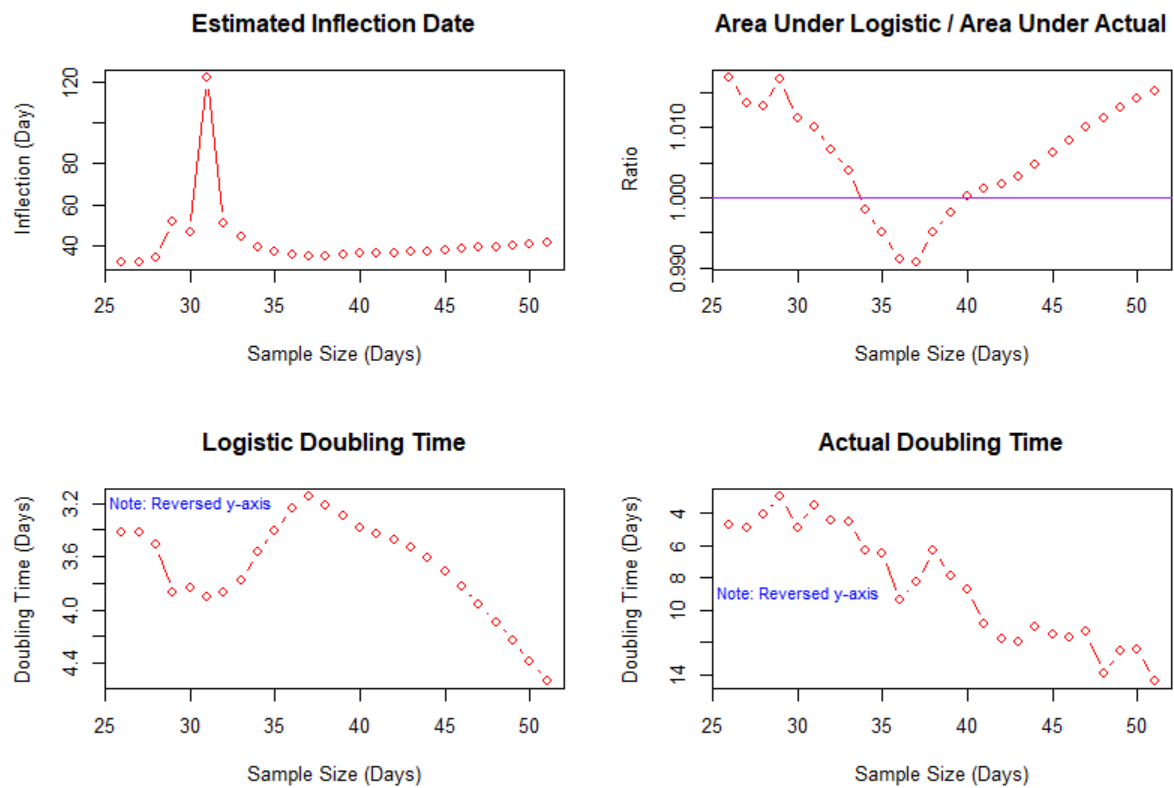 Estimated Inflection Date
Inflection (Day)
120
80
60
40
25 30 35 40 45 50
Sample Size (Days)
Area Under Logistic / Area Under Actual
Ratio
1.010
1.000
0.990
25 30 35 40 45 50
Sample Size (Days)
Logistic Doubling Time
Doubling Time (Days)
Note: Reversed y-axis
3.2
3.6
4.0
4.4
25 30 35 40 45 50
Sample Size (Days)
Actual Doubling Time
Doubling Time (Days)
4
6
8
Note: Reversed y-axis
10
14
25 30 35 40 45 50
Sample Size (Days)